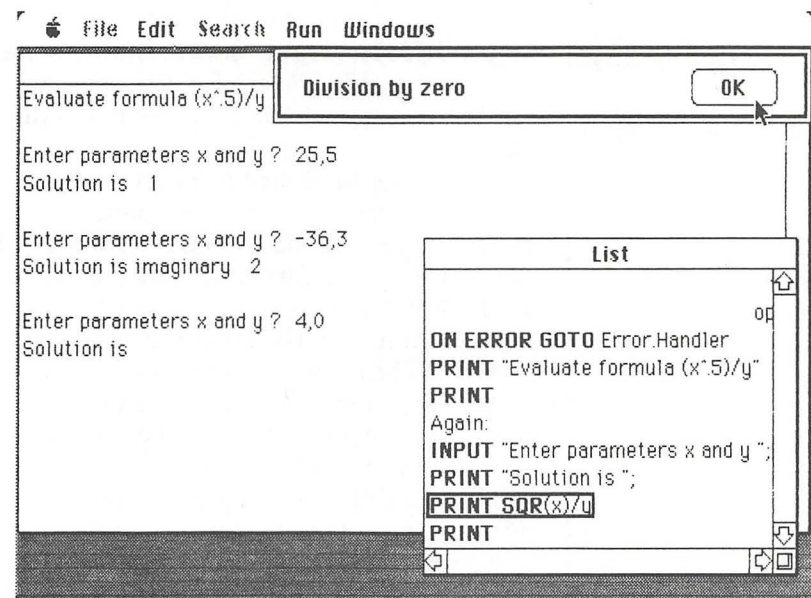 File Edit Search Run Windows
Division by zero
OK
Evaluate formula (x^.5)/y
Enter parameters x and y ? 25,5
Solution is 1
Enter parameters x and y ? -36,3
Solution is imaginary 2
Enter parameters x and y ? 4,0
Solution is
List
op
ON ERROR GOTO Error.Handler
PRINT "Evaluate formula (x^.5)/y"
PRINT
Again:
INPUT "Enter parameters x and y ";
PRINT "Solution is ";
PRINT SQR(x)/y
PRINT